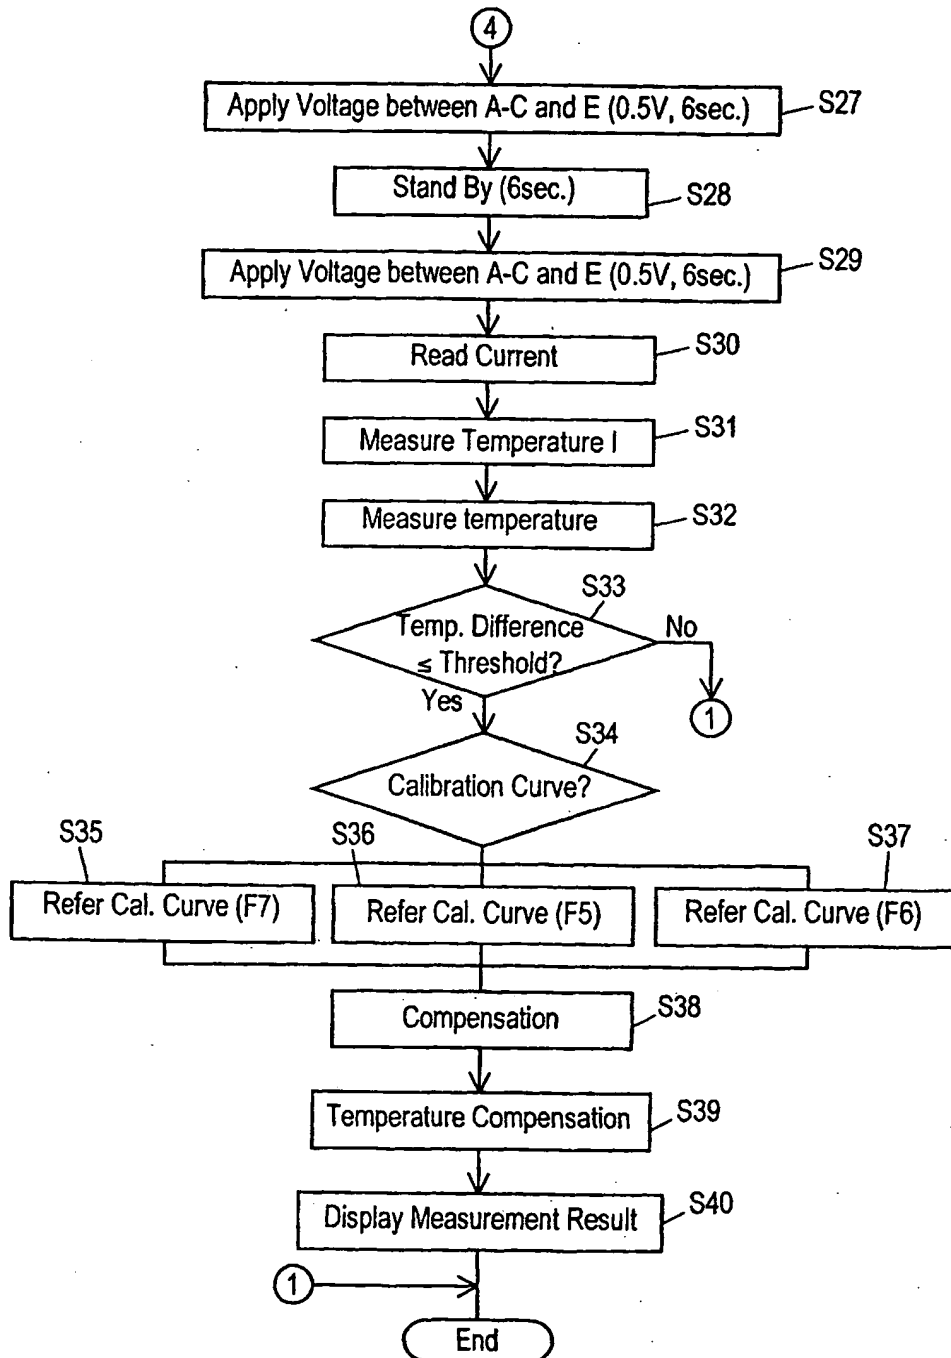 4
Apply Voltage between A-C and E (0.5V, 6sec.)
S27
Stand By (6sec.)
S28
Apply Voltage between A-C and E (0.5V, 6sec.)
S29
Read Current
S30
Measure Temperature I
S31
Measure temperature
S32
S33
Temp. Difference
≤ Threshold?
No
Yes
1
S34
Calibration Curve?
S35
S36
S37
Refer Cal. Curve (F7)
Refer Cal. Curve (F5)
Refer Cal. Curve (F6)
Compensation
S38
Temperature Compensation
S39
Display Measurement Result
S40
1
End